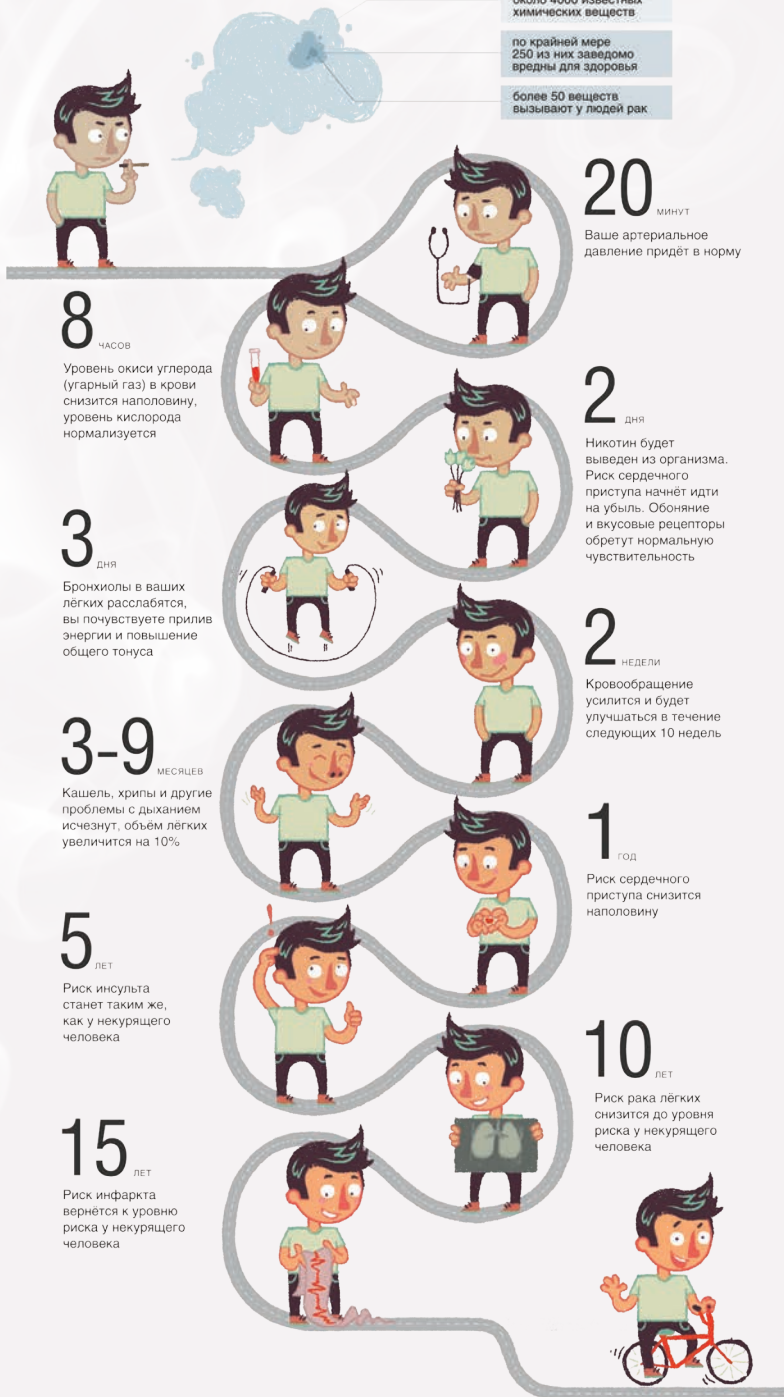 около 4000 известных
химических веществ
по крайней мере
250 из них заведомо
вредны для здоровья
более 50 веществ
вызывают у людей рак
20 МИНУТ
Ваше артериальное
давление придёт в норму
8 ЧАСОВ
Уровень окиси углерода
(угарный газ) в крови
снизится наполовину,
уровень кислорода
нормализуется
2 ДНЯ
Никотин будет
выведен из организма.
Риск сердечного
приступа начнёт идти
на убыль. Обоняние
и вкусовые рецепторы
обретут нормальную
чувствительность
3 ДНЯ
Бронхиолы в ваших
лёгких расслабятся,
вы почувствуете прилив
энергии и повышение
общего тонуса
2 НЕДЕЛИ
Кровообращение
усилится и будет
улучшаться в течение
следующих 10 недель
3-9 МЕСЯЦЕВ
Кашель, хрипы и другие
проблемы с дыханием
исчезнут, объём лёгких
увеличится на 10%
1 ГОД
Риск сердечного
приступа снизится
наполовину
5 ЛЕТ
Риск инсульта
станет таким же,
как у некурящего
человека
10 ЛЕТ
Риск рака лёгких
снизится до уровня
риска у некурящего
человека
15 ЛЕТ
Риск инфаркта
вернётся к уровню
риска у некурящего
человека